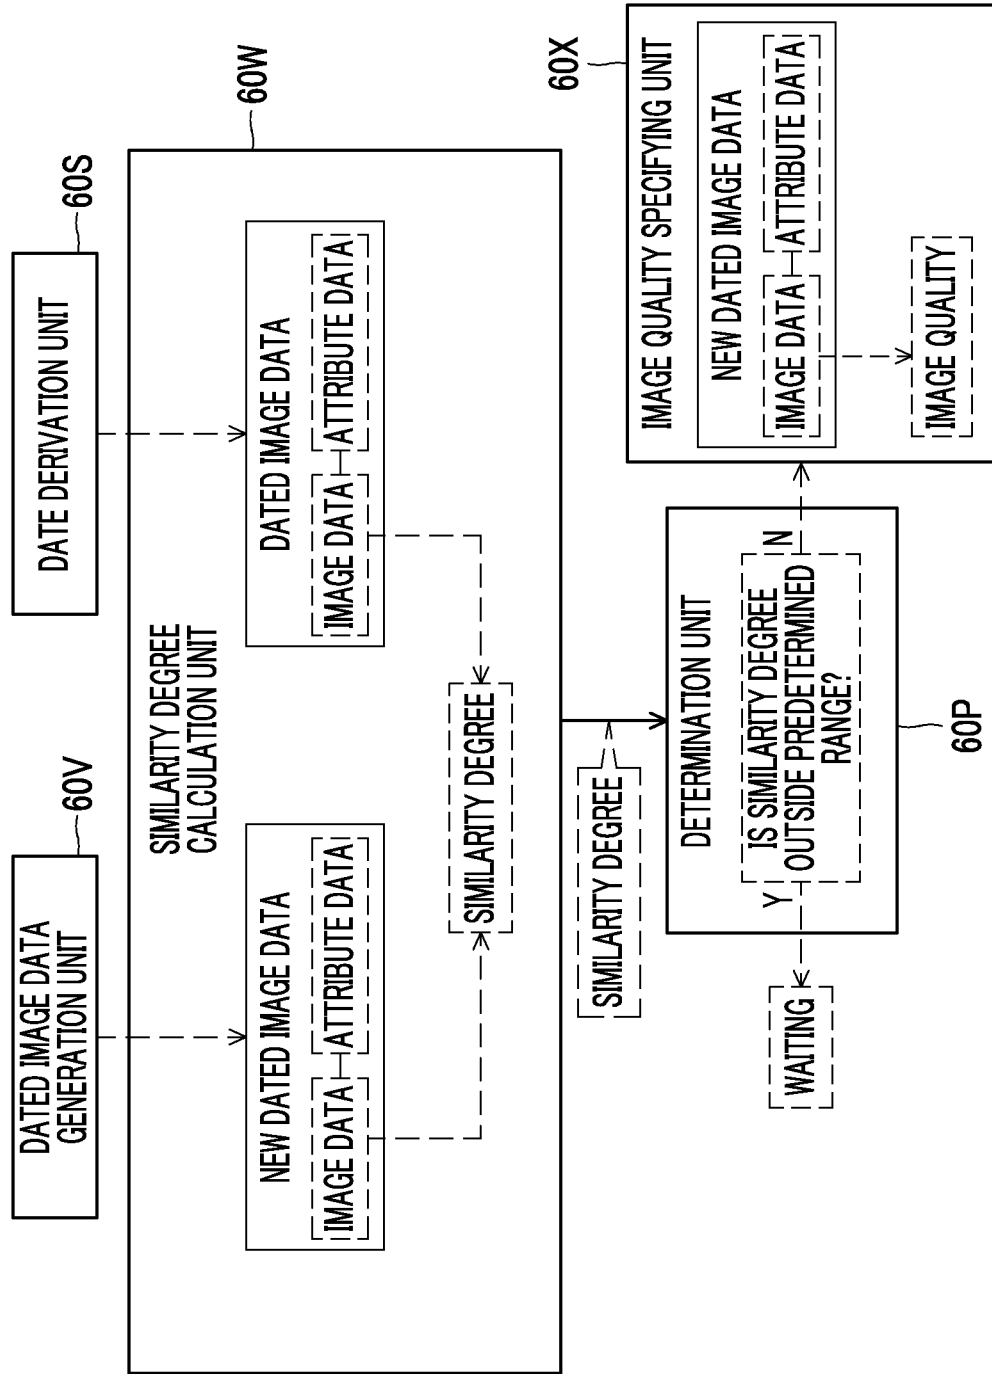 60V
DATED IMAGE DATA
GENERATION UNIT
60S
DATE DERIVATION UNIT
60W
SIMILARITY DEGREE
CALCULATION UNIT
NEW DATED IMAGE DATA
IMAGE DATA
ATTRIBUTE DATA
DATED IMAGE DATA
IMAGE DATA
ATTRIBUTE DATA
SIMILARITY DEGREE
SIMILARITY DEGREE
DETERMINATION UNIT
IS SIMILARITY DEGREE
OUTSIDE PREDETERMINED
RANGE?
Y
N
WAITING
60P
60X
IMAGE QUALITY SPECIFYING UNIT
NEW DATED IMAGE DATA
IMAGE DATA
ATTRIBUTE DATA
IMAGE QUALITY